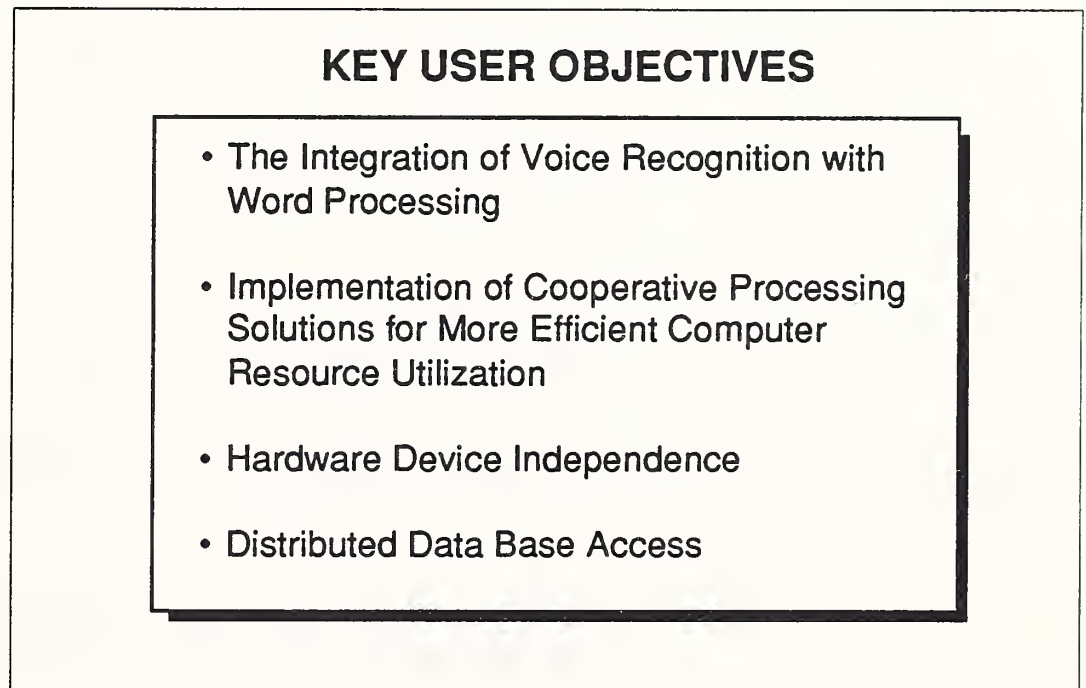 KEY USER OBJECTIVES
• The Integration of Voice Recognition with
Word Processing
• Implementation of Cooperative Processing
Solutions for More Efficient Computer
Resource Utilization
• Hardware Device Independence
• Distributed Data Base Access